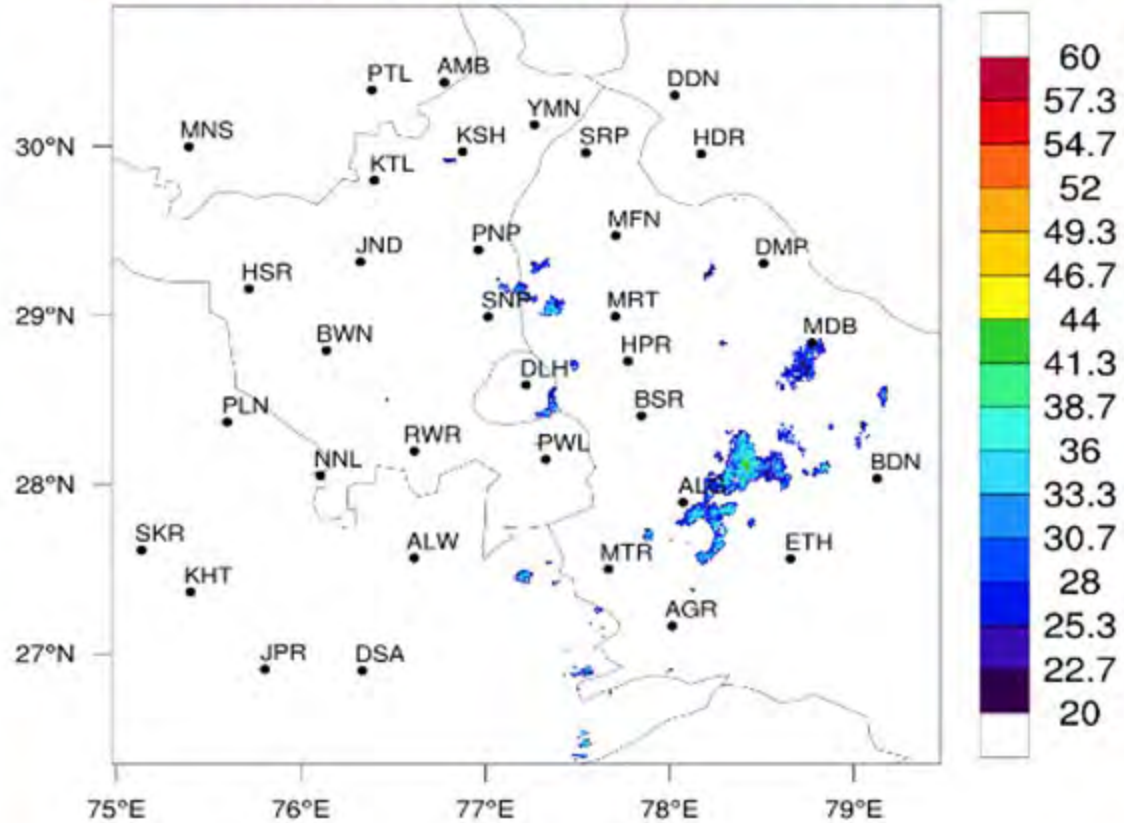 AMB
PTL
DDN
YMN
MNS
KSH
SRP
HDR
30°N
KTL
MFN
PNP
JND
DMP
HSR
SNP
MRT
29°N
MDB
BWN
HPR
DLH
BSR
PLN
RWR
PWL
NNL
BDN
28°N
SKR
ALW
MTR
ETH
KHT
AGR
27°N
JPR
DSA
75°E
76°E
77°E
78°E
79°E
60
57.3
54.7
52
49.3
46.7
44
41.3
38.7
36
33.3
30.7
28
25.3
22.7
20